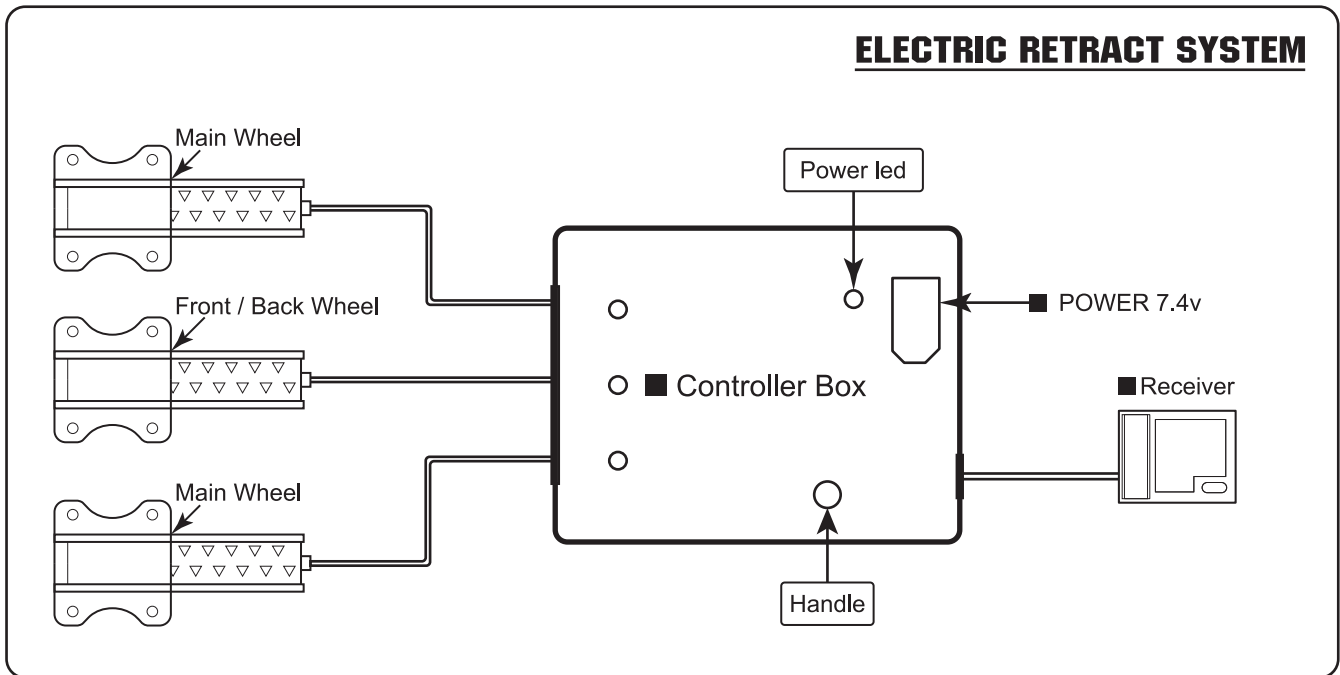 ELECTRIC RETRACT SYSTEM
Main Wheel
Power led
Front / Back Wheel
POWER 7.4v
Controller Box
Receiver
Main Wheel
Handle